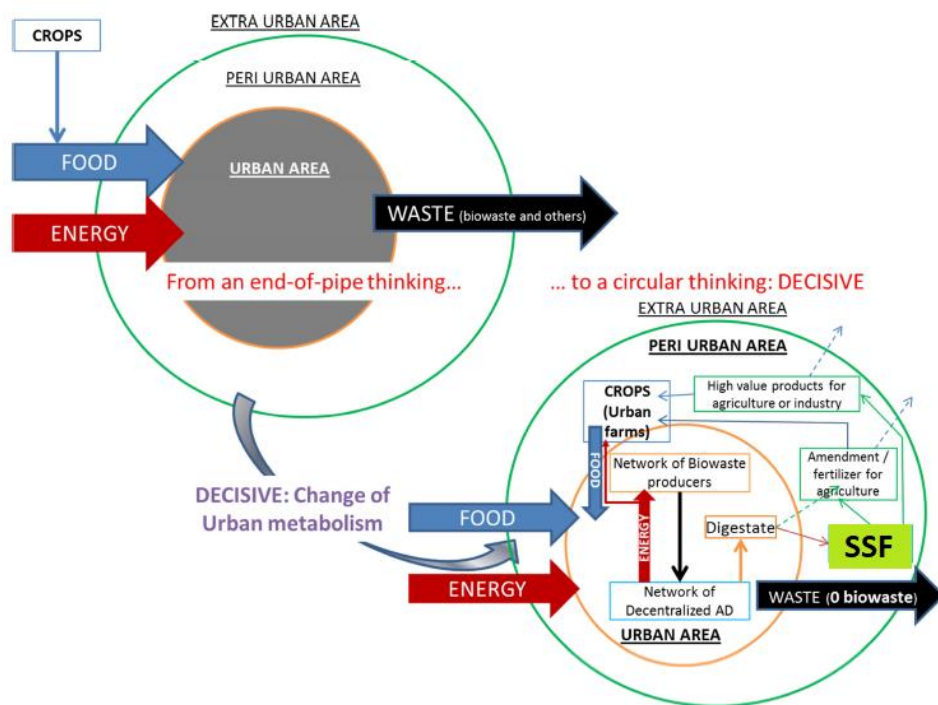 EXTRA URBAN AREA
CROPS
PERI URBAN AREA
FOOD
URBAN AREA
WASTE (biowaste and others)
ENERGY
From an end-of-pipe thinking...
... to a circular thinking: DECISIVE
EXTRA URBAN AREA
PERI URBAN AREA
CROPS
(Urban
farms)
High value products for
agriculture or industry
FOOD
Network of Biowaste
producers
Amendment /
fertilizer for
agriculture
DECISIVE: Change of
Urban metabolism
FOOD
ENERGY
Digestate
SSF
ENERGY
Network of
Decentralized AD
WASTE (0 biowaste)
URBAN AREA